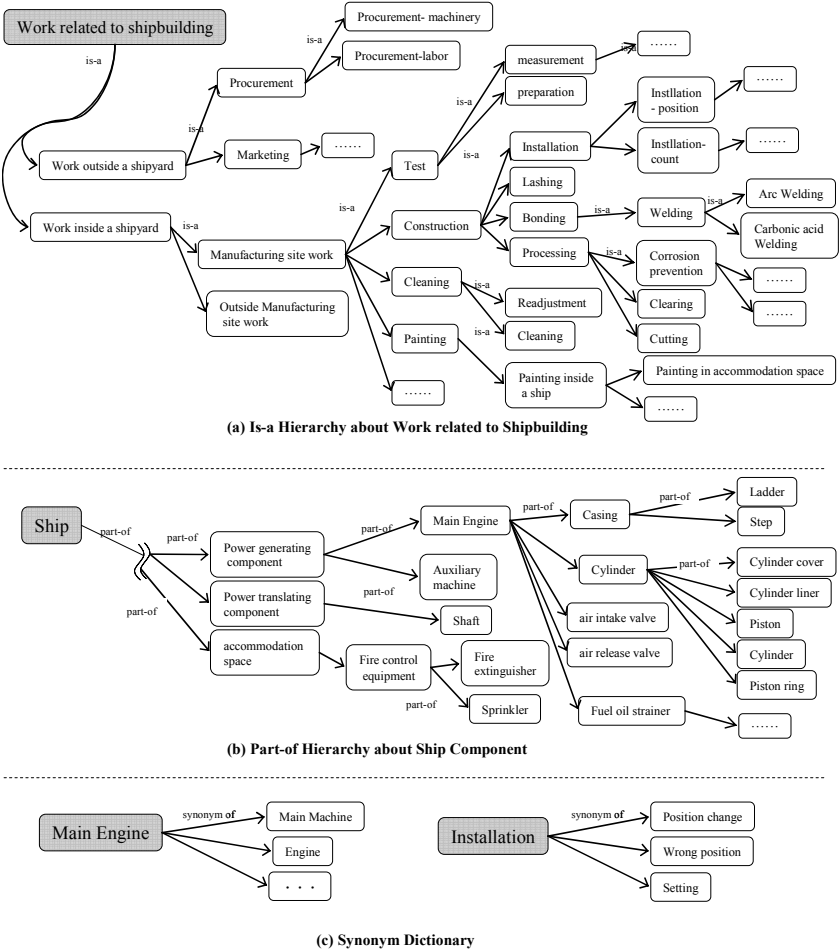 Work related to shipbuilding
is-a
Procurement- machinery
Procurement-labor
Procurement
is-a
Work outside a shipyard
Marketing
……
Work inside a shipyard
is-a
Manufacturing site work
Outside Manufacturing
site work
is-a
Test
is-a
is-a
measurement
is-a
……
preparation
Construction
Installation
Instllation
- position
……
Instllation-
count
……
Lashing
Bonding
is-a
Welding
is-a
Arc Welding
Carbonic acid
Welding
Processing
is-a
Corrosion
prevention
……
……
Clearing
Cutting
Cleaning
is-a
Readjustment
is-a
Cleaning
Painting
Painting inside
a ship
Painting in accommodation space
……
……
(a) Is-a Hierarchy about Work related to Shipbuilding
Ship
part-of
part-of
part-of
Power generating
component
part-of
Main Engine
Auxiliary
machine
Power translating
component
part-of
Shaft
accommodation
space
Fire control
equipment
part-of
Fire
extinguisher
Sprinkler
part-of
Casing
part-of
Ladder
Step
Cylinder
part-of
Cylinder cover
Cylinder liner
Piston
Cylinder
Piston ring
air intake valve
air release valve
Fuel oil strainer
……
(b) Part-of Hierarchy about Ship Component
Main Engine
synonym of
Main Machine
Engine
. . .
Installation
synonym of
Position change
Wrong position
Setting
(c) Synonym Dictionary